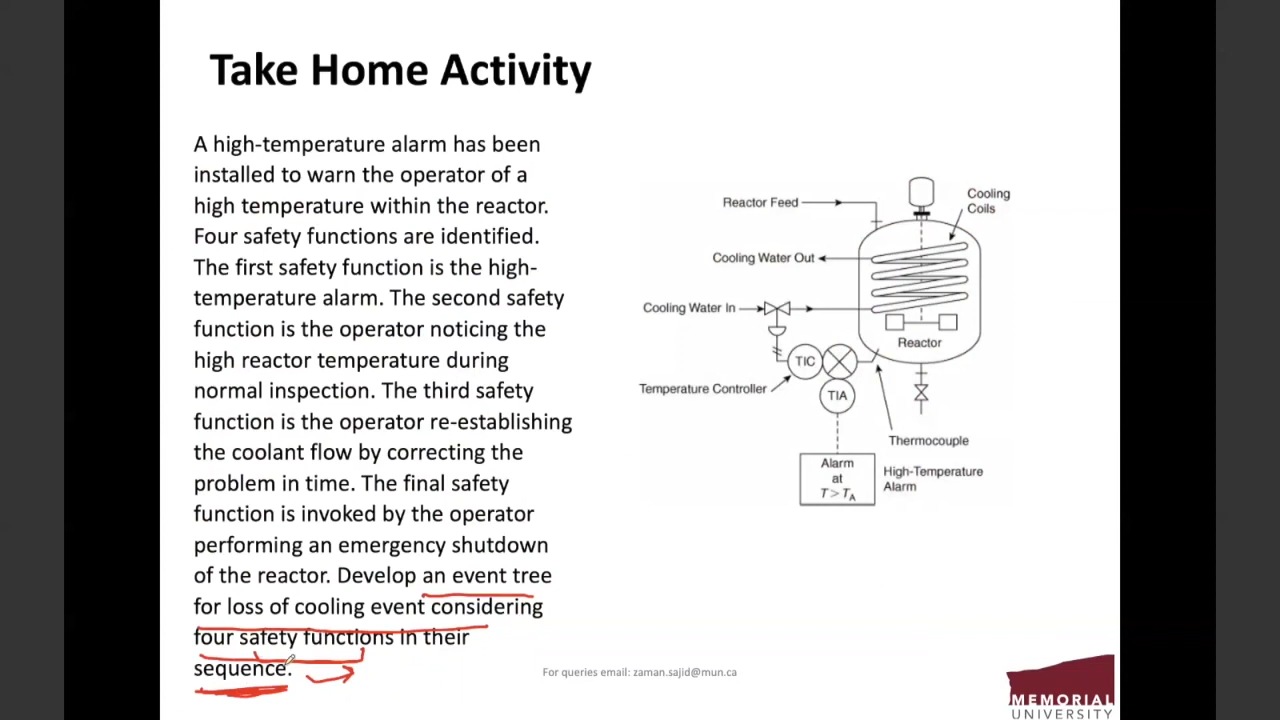 Take Home Activity
A high-temperature alarm has been
installed to warn the operator of a
high temperature within the reactor.
Four safety functions are identified.
The first safety function is the high-
temperature alarm. The second safety
function is the operator noticing the
high reactor temperature during
normal inspection. The third safety
function is the operator re-establishing
the coolant flow by correcting the
problem in time. The final safety
function is invoked by the operator
performing an emergency shutdown
of the reactor. Develop an event tree
for loss of cooling event considering
four safety functions in their
sequence.
Reactor Feed
Cooling
Coils
Cooling Water Out
Cooling Water In
Reactor
TIC
Temperature Controller
TIA
Thermocouple
Alarm
at
T > TA
High-Temperature
Alarm
For queries email: zaman.sajid@mun.ca
MEMORIAL
UNIVERSITY